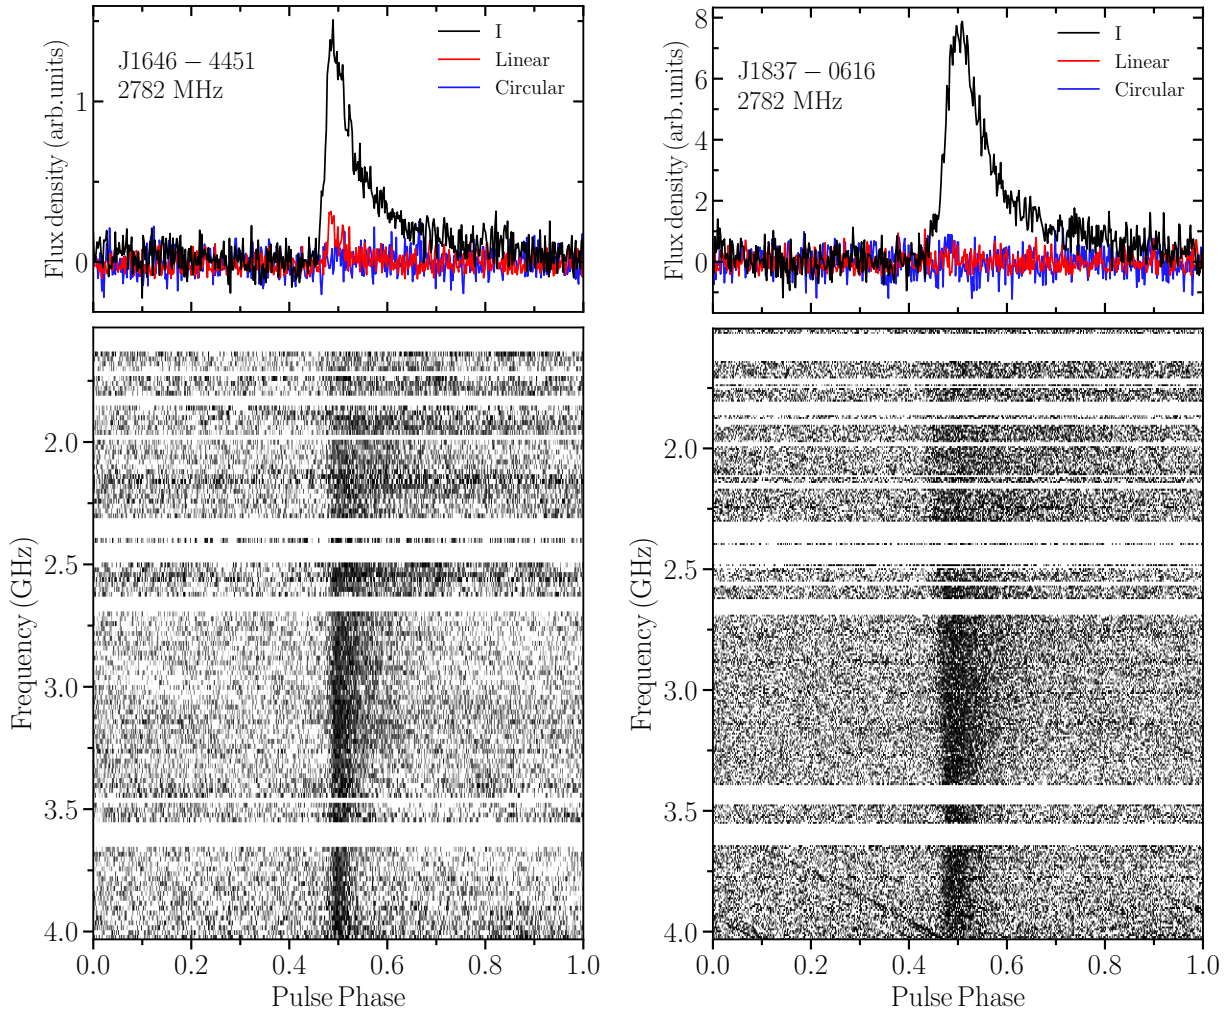 J1646 − 4451
2782 MHz
I
Linear
Circular
Flux density (arb.units)
1
0
2.0
2.5
3.0
3.5
4.0
Frequency (GHz)
0.0 0.2 0.4 0.6 0.8 1.0
Pulse Phase
J1837 − 0616
2782 MHz
I
Linear
Circular
Flux density (arb.units)
8
6
4
2
0
2.0
2.5
3.0
3.5
4.0
Frequency (GHz)
0.0 0.2 0.4 0.6 0.8 1.0
Pulse Phase